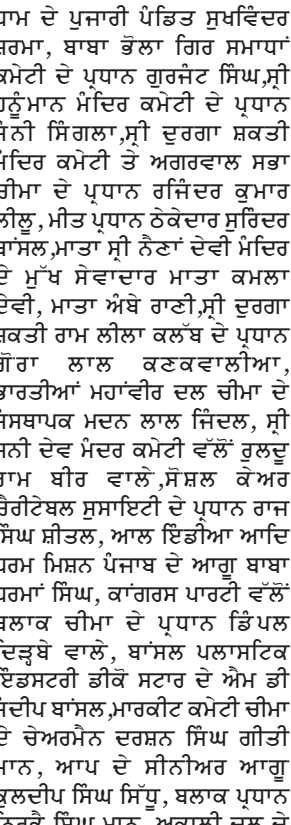 ਧਾਮ ਦੇ ਪੁਜਾਰੀ ਪੰਡਿਤ ਸੁਖਵਿੰਦਰ
ਸ਼ਰਮਾ, ਬਾਬਾ ਭੋਲਾ ਗਿਰ ਸਮਾਧਾਂ
ਕਮੇਟੀ ਦੇ ਪ੍ਰਧਾਨ ਗੁਰਜੰਟ ਸਿੰਘ,ਸ੍ਰੀ
ਹਨੂੰਮਾਨ ਮੰਦਿਰ ਕਮੇਟੀ ਦੇ ਪ੍ਰਧਾਨ
ਜੰਨੀ ਸਿੰਗਲਾ,ਸ੍ਰੀ ਦੁਰਗਾ ਸ਼ਕਤੀ
ਮੰਦਿਰ ਕਮੇਟੀ ਤੇ ਅਗਰਵਾਲ ਸਭਾ
ਚੀਮਾ ਦੇ ਪ੍ਰਧਾਨ ਰਜਿੰਦਰ ਕੁਮਾਰ
ਲੀਲੂ, ਮੀਤ ਪ੍ਰਧਾਨ ਠੇਕੇਦਾਰ ਸੁਰਿੰਦਰ
ਬਾਂਸਲ,ਮਾਤਾ ਸ੍ਰੀ ਨੈਣਾਂ ਦੇਵੀ ਮੰਦਿਰ
ਦੇ ਮੁੱਖ ਸੇਵਾਦਾਰ ਮਾਤਾ ਕਮਲਾ
ਦੇਵੀ, ਮਾਤਾ ਅੰਬੇ ਰਾਣੀ,ਸ੍ਰੀ ਦੁਰਗਾ
ਸ਼ਕਤੀ ਰਾਮ ਲੀਲਾ ਕਲੱਬ ਦੇ ਪ੍ਰਧਾਨ
ਗੋਰਾ ਲਾਲ ਕਣਕਵਾਲੀਆ,
ਭਾਰਤੀਆਂ ਮਹਾਂਵੀਰ ਦਲ ਚੀਮਾ ਦੇ
ਸੰਸਥਾਪਕ ਮਦਨ ਲਾਲ ਜਿੰਦਲ, ਸ੍ਰੀ
ਸ਼ਨੀ ਦੇਵ ਮੰਦਰ ਕਮੇਟੀ ਵੱਲੋਂ ਰੁਲਦੂ
ਰਾਮ ਬੀਰ ਵਾਲੇ,ਸੋਸ਼ਲ ਕੇਅਰ
ਚੈਰੀਟੇਬਲ ਸੁਸਾਇਟੀ ਦੇ ਪ੍ਰਧਾਨ ਰਾਜ
ਸਿੰਘ ਸ਼ੀਤਲ, ਆਲ ਇੰਡੀਆ ਆਦਿ
ਧਰਮ ਮਿਸ਼ਨ ਪੰਜਾਬ ਦੇ ਆਗੂ ਬਾਬਾ
ਧਰਮਾਂ ਸਿੰਘ, ਕਾਂਗਰਸ ਪਾਰਟੀ ਵੱਲੋਂ
ਬਲਾਕ ਚੀਮਾ ਦੇ ਪ੍ਰਧਾਨ ਡਿੰਪਲ
ਦਿੜ੍ਹਬੇ ਵਾਲੇ, ਬਾਂਸਲ ਪਲਾਸਟਿਕ
ਇੰਡਸਟਰੀ ਡੀਕੋ ਸਟਾਰ ਦੇ ਐਮ ਡੀ
ਸੰਦੀਪ ਬਾਂਸਲ,ਮਾਰਕੀਟ ਕਮੇਟੀ ਚੀਮਾ
ਦੇ ਚੇਅਰਮੈਨ ਦਰਸ਼ਨ ਸਿੰਘ ਗੀਤੀ
ਮਾਨ, ਆਪ ਦੇ ਸੀਨੀਅਰ ਆਗੂ
ਕੁਲਦੀਪ ਸਿੰਘ ਸਿੱਧੂ, ਬਲਾਕ ਪ੍ਰਧਾਨ
ਸਿੰਘ ਮਾਨ, ਅਕਾਲੀ ਦਲ ਦੇ